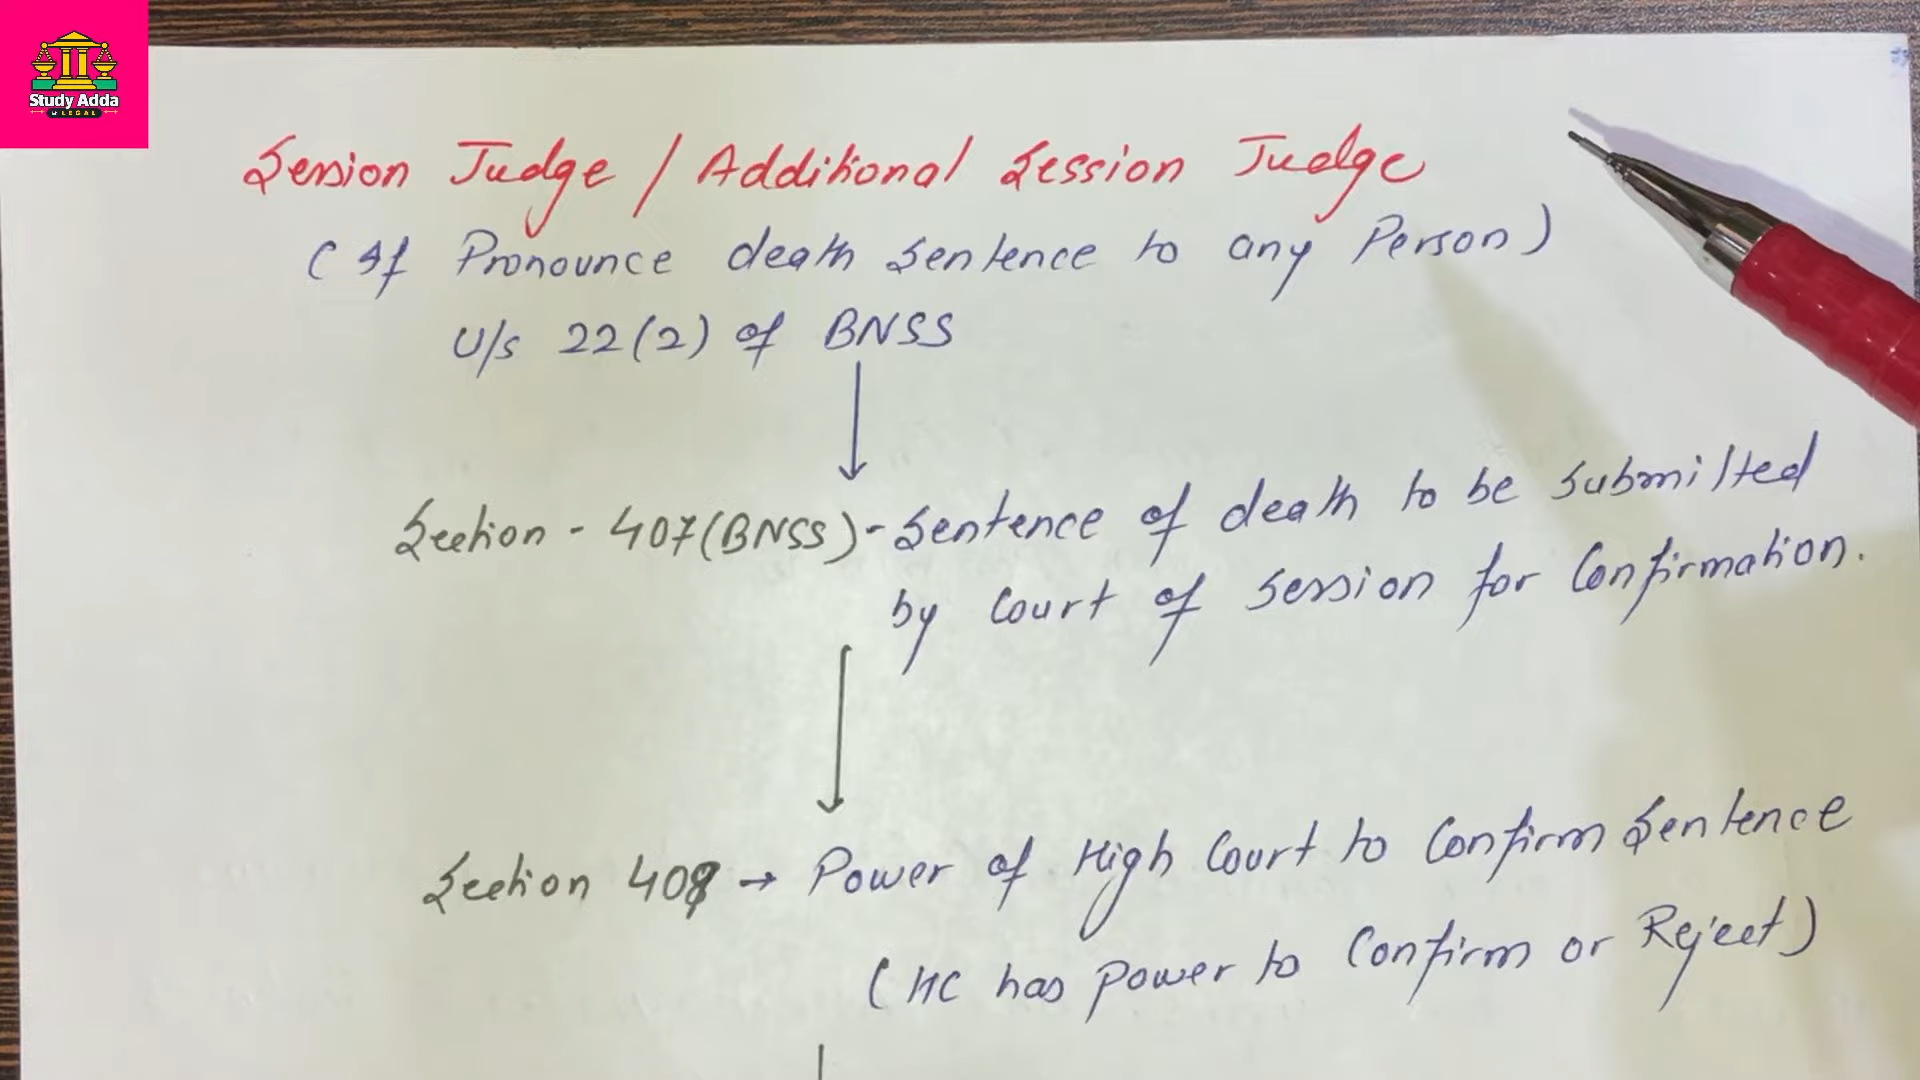 Study Adda
LEGAL
Session Judge / Additional Session Judge
(If Pronounce death sentence to any Person)
U/s 22(2) of BNSS
Section - 407(BNSS) - Sentence of death to be submitted
by Court of Session for Confirmation.
Section 409 → Power of High Court to Confirm Sentence
(HC has power to Confirm or Reject)